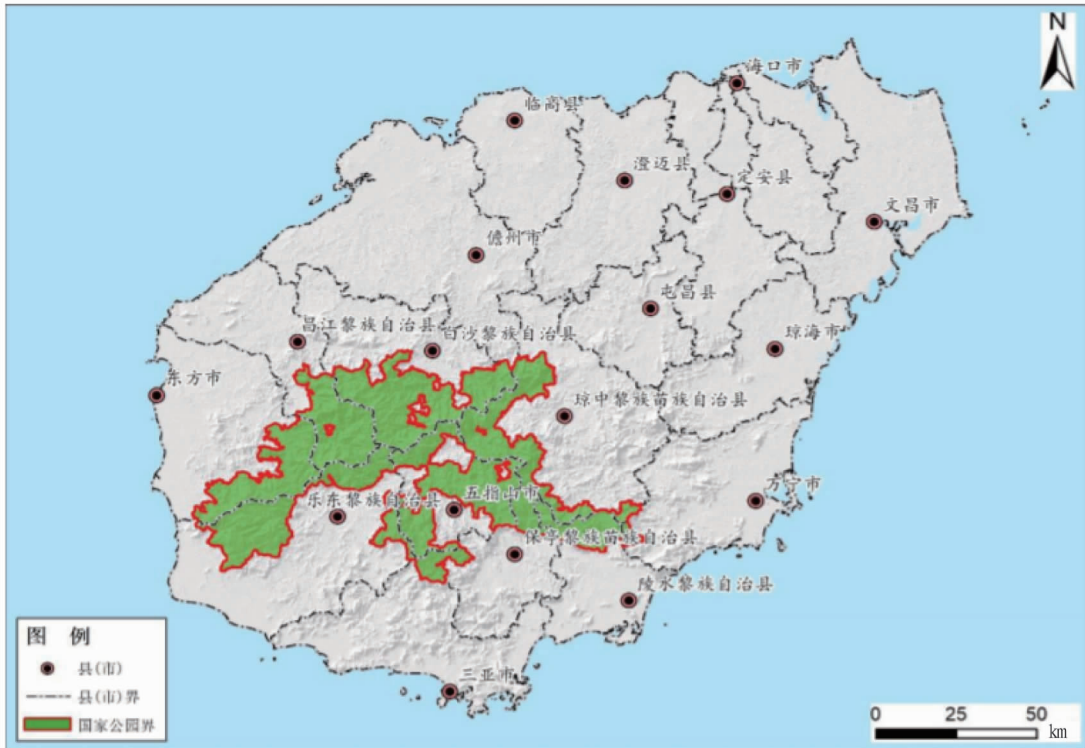 N
海口市
临高县
澄迈县
定安县
文昌市
儋州市
屯昌县
昌江黎族自治县
白沙黎族自治县
琼海市
东方市
琼中黎族苗族自治县
万宁市
乐东黎族自治县
五指山市
保亭黎族苗族自治县
陵水黎族自治县
三亚市
图 例
县(市)
县(市)界
国家公园界
0 25 50
km